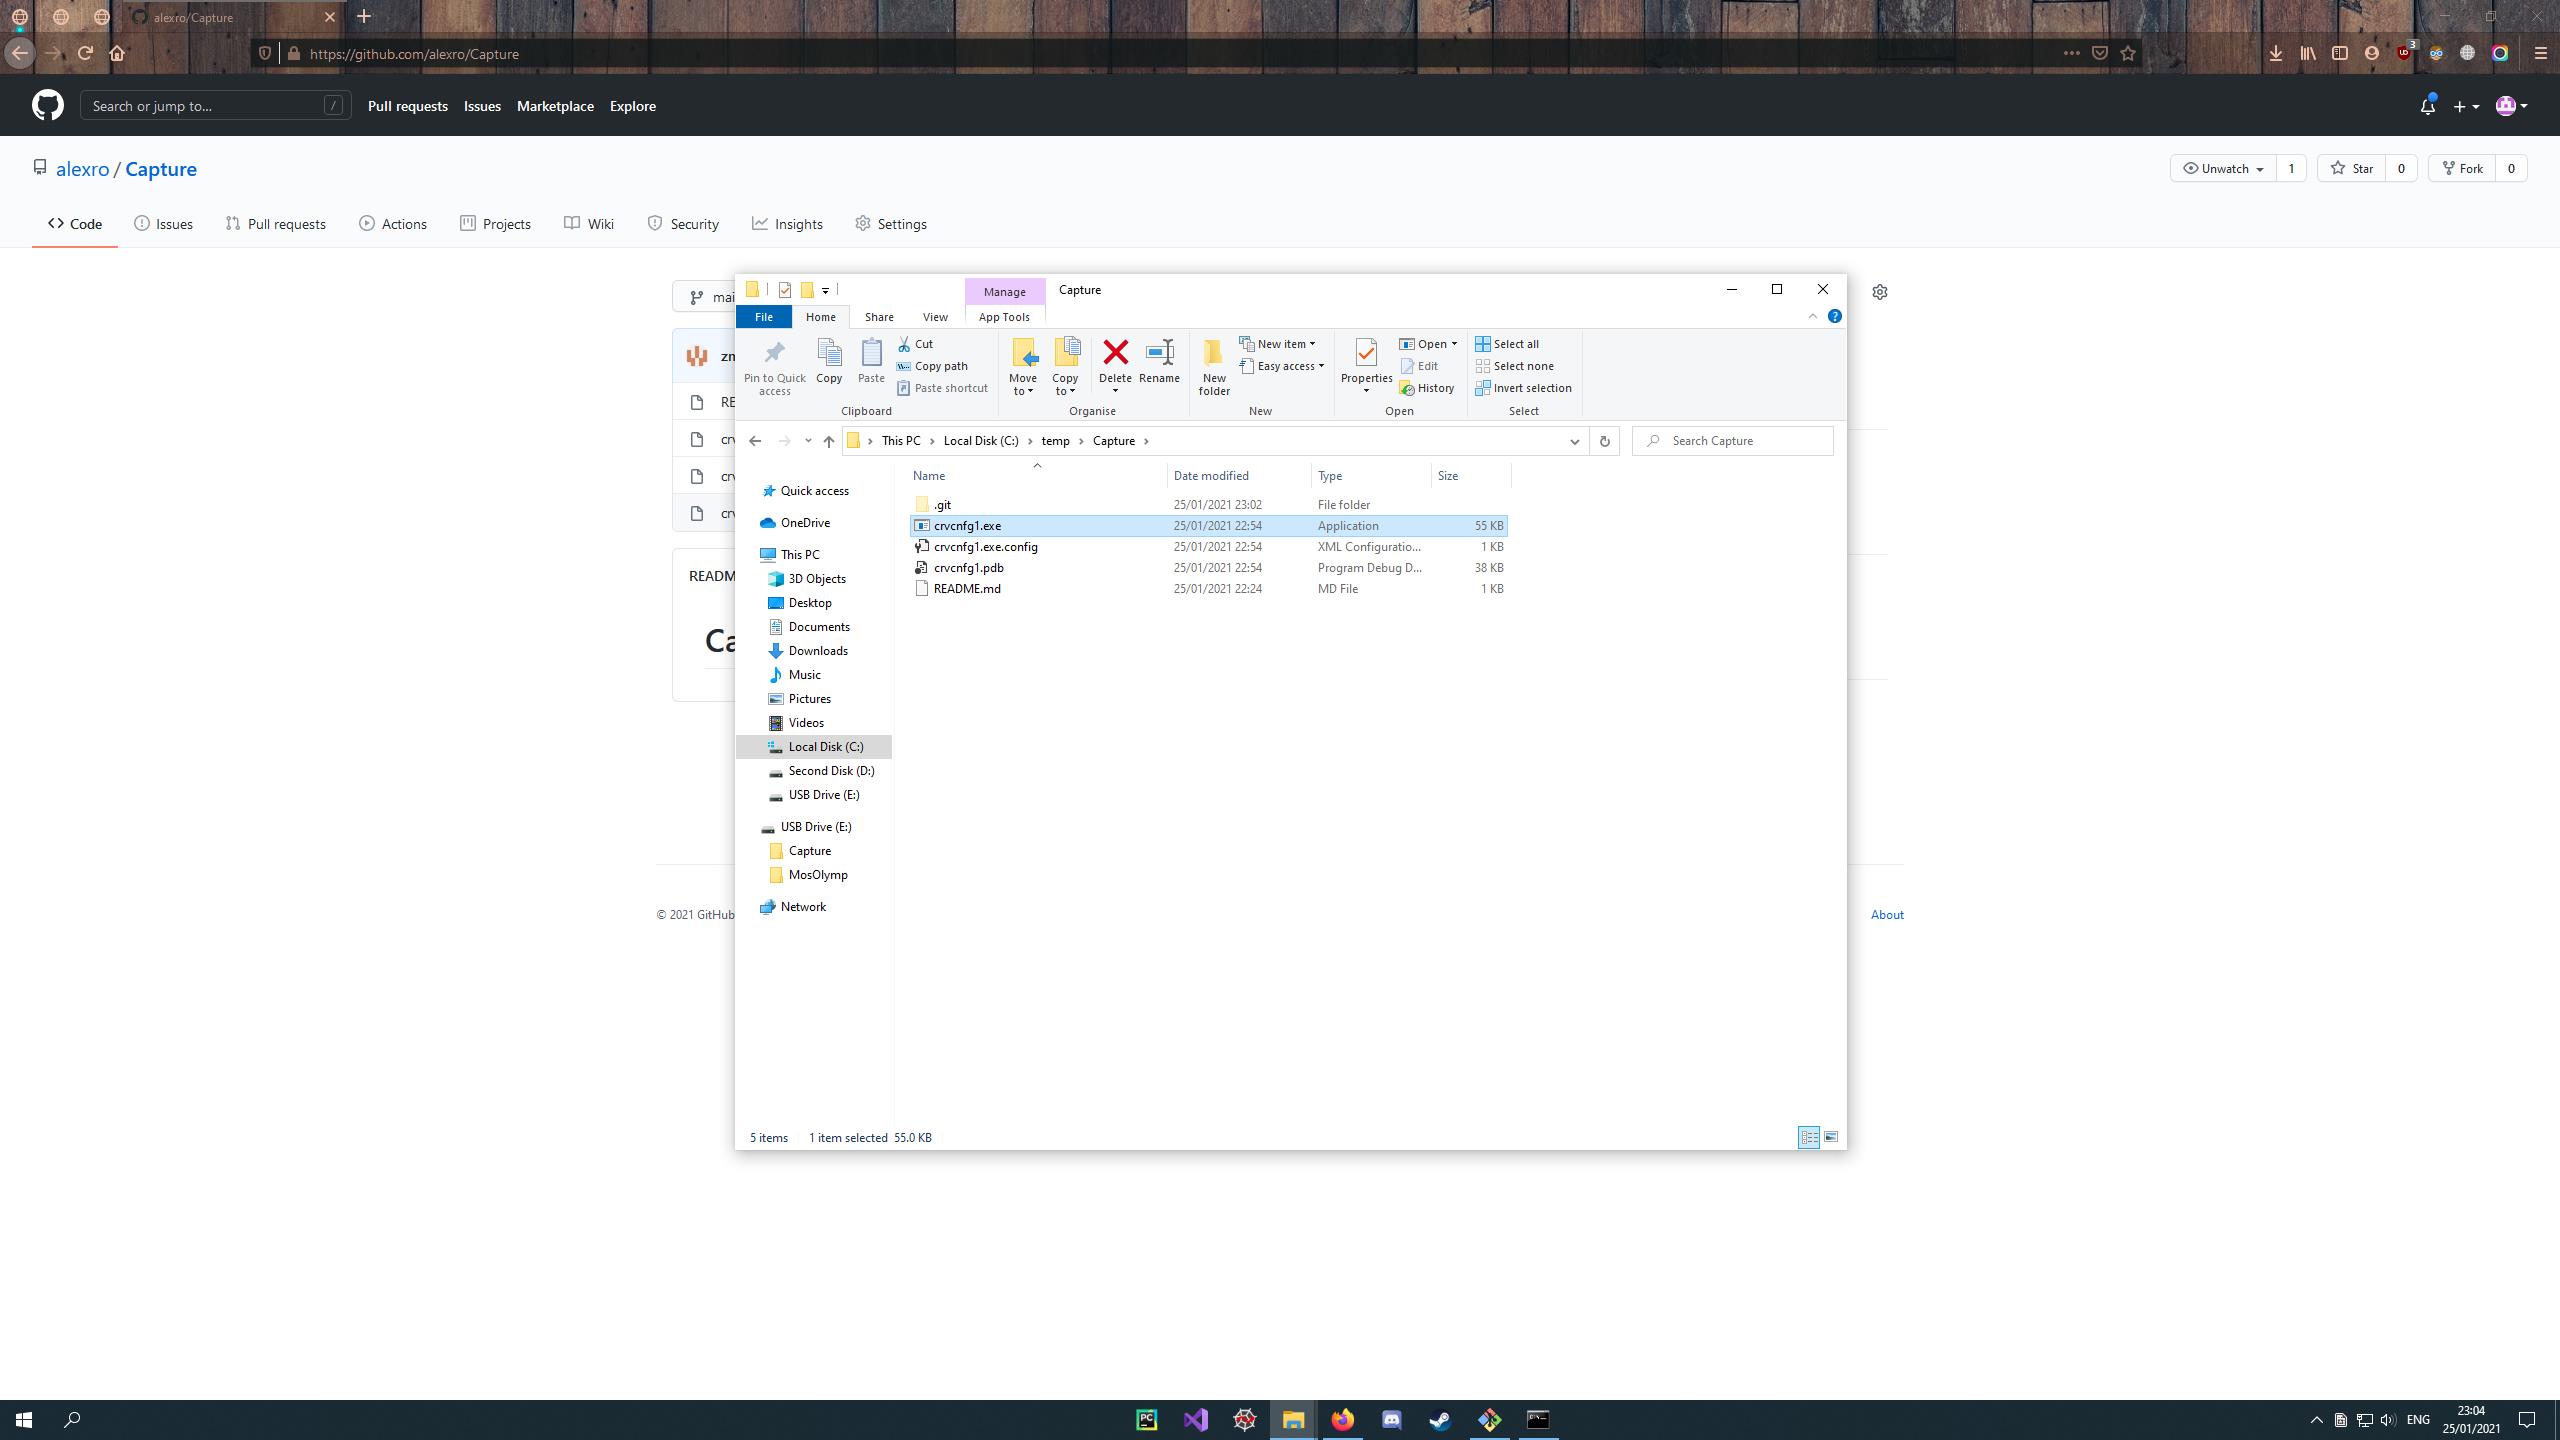 alexro/Capture
https://github.com/alexro/Capture
3
Search or jump to...
/
Pull requests
Issues
Marketplace
Explore
alexro / Capture
Unwatch 1
Star 0
Fork 0
Code
Issues
Pull requests
Actions
Projects
Wiki
Security
Insights
Settings
mai
zm
RE
crv
crv
crv
READM
Ca
© 2021 GitHub
About
Manage
Capture
File
Home
Share
View
App Tools
Pin to Quick access
Copy
Paste
Cut
Copy path
Paste shortcut
Clipboard
Move to
Copy to
Delete
Rename
Organise
New folder
New item
Easy access
New
Properties
Open
Edit
History
Open
Select all
Select none
Invert selection
Select
This PC
Local Disk (C:)
temp
Capture
Search Capture
Name Date modified Type Size
.git 25/01/2021 23:02 File folder
crvcnfg1.exe 25/01/2021 22:54 Application 55 KB
crvcnfg1.exe.config 25/01/2021 22:54 XML Configuratio... 1 KB
crvcnfg1.pdb 25/01/2021 22:54 Program Debug D... 38 KB
README.md 25/01/2021 22:24 MD File 1 KB
Quick access
OneDrive
This PC
3D Objects
Desktop
Documents
Downloads
Music
Pictures
Videos
Local Disk (C:)
Second Disk (D:)
USB Drive (E:)
USB Drive (E:)
Capture
MosOlymp
Network
5 items 1 item selected 55.0 KB
PC
ENG
23:04
25/01/2021